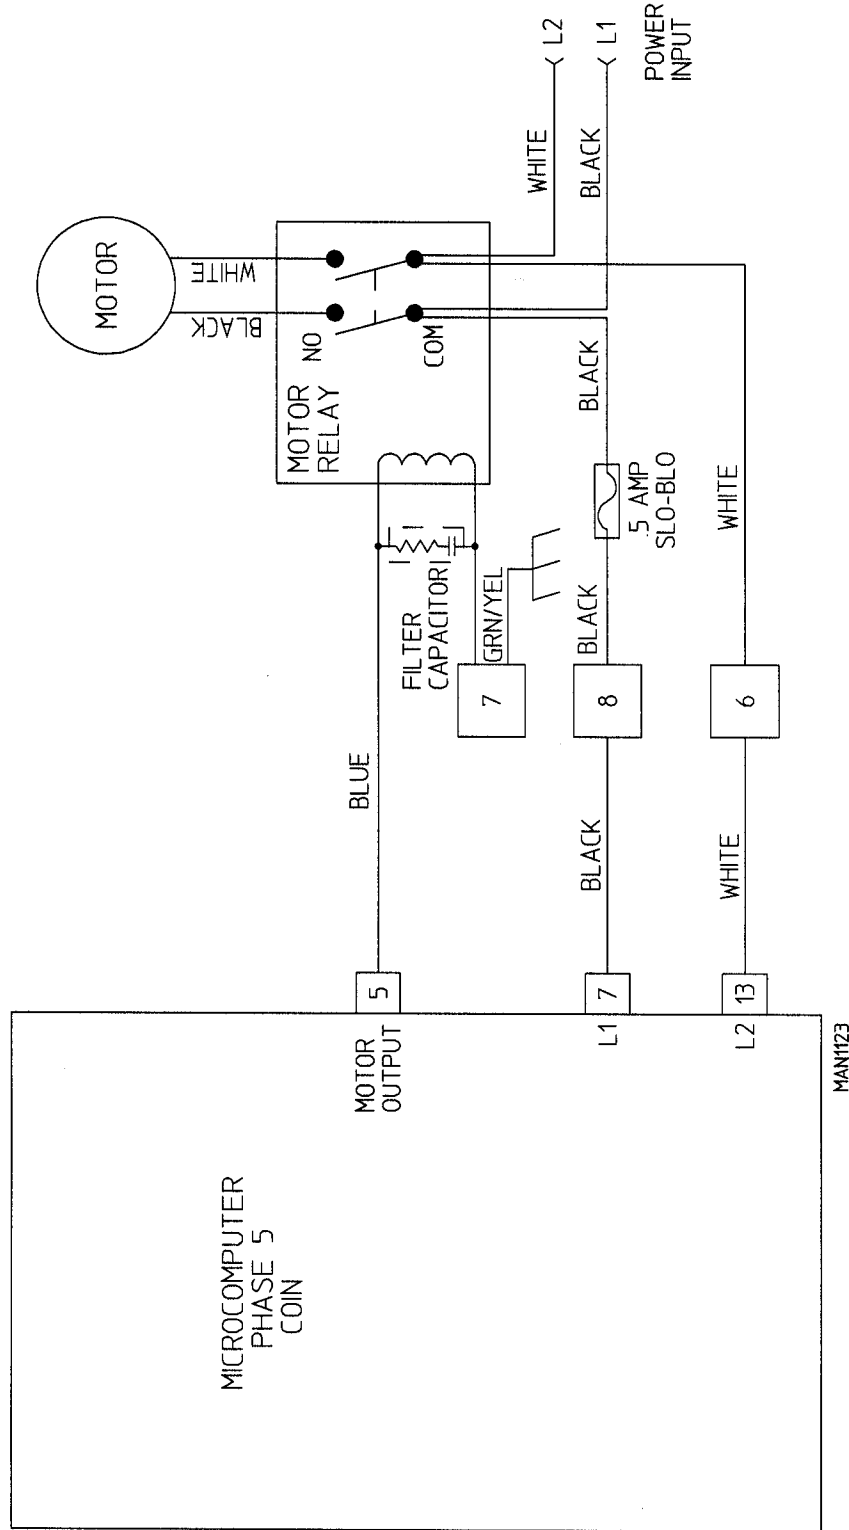 L2
L1
POWER
INPUT
WHITE
BLACK
MOTOR
WHITE
BLACK
NO
COM
MOTOR
RELAY
BLACK
.5 AMP
SLO-BLO
WHITE
FILTER
CAPACITOR
GRN/YEL
BLACK
7
8
6
BLUE
BLACK
WHITE
5
7
13
MOTOR
OUTPUT
L1
L2
MICROCOMPUTER
PHASE 5
COIN
MAN1123